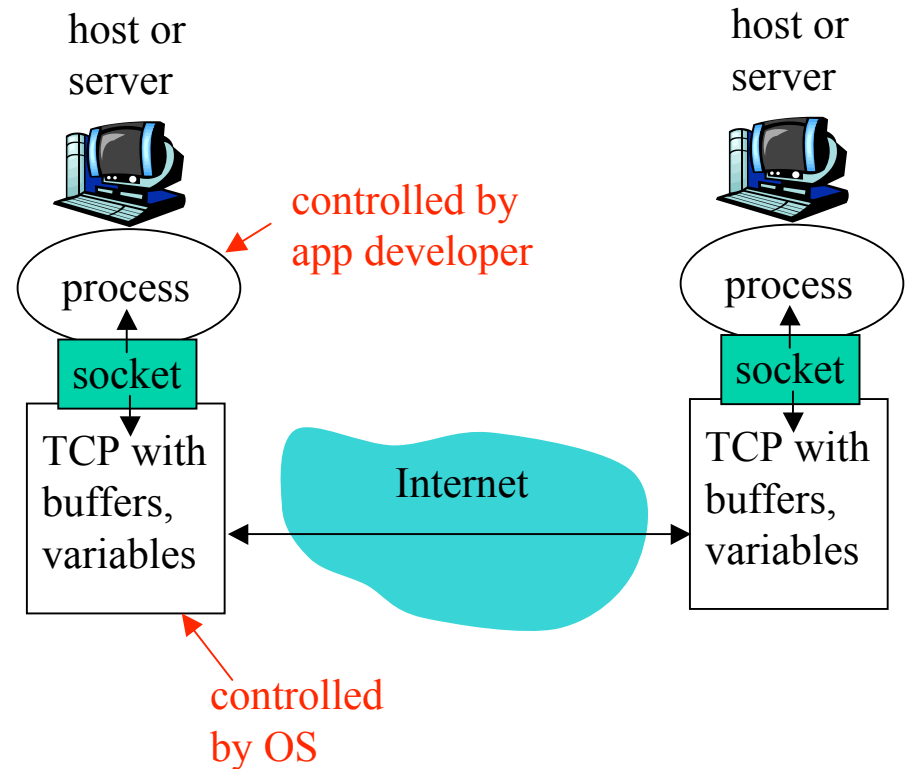 host or
server
host or
server
controlled by
app developer
process
process
socket
socket
TCP with
buffers,
variables
Internet
TCP with
buffers,
variables
controlled
by OS